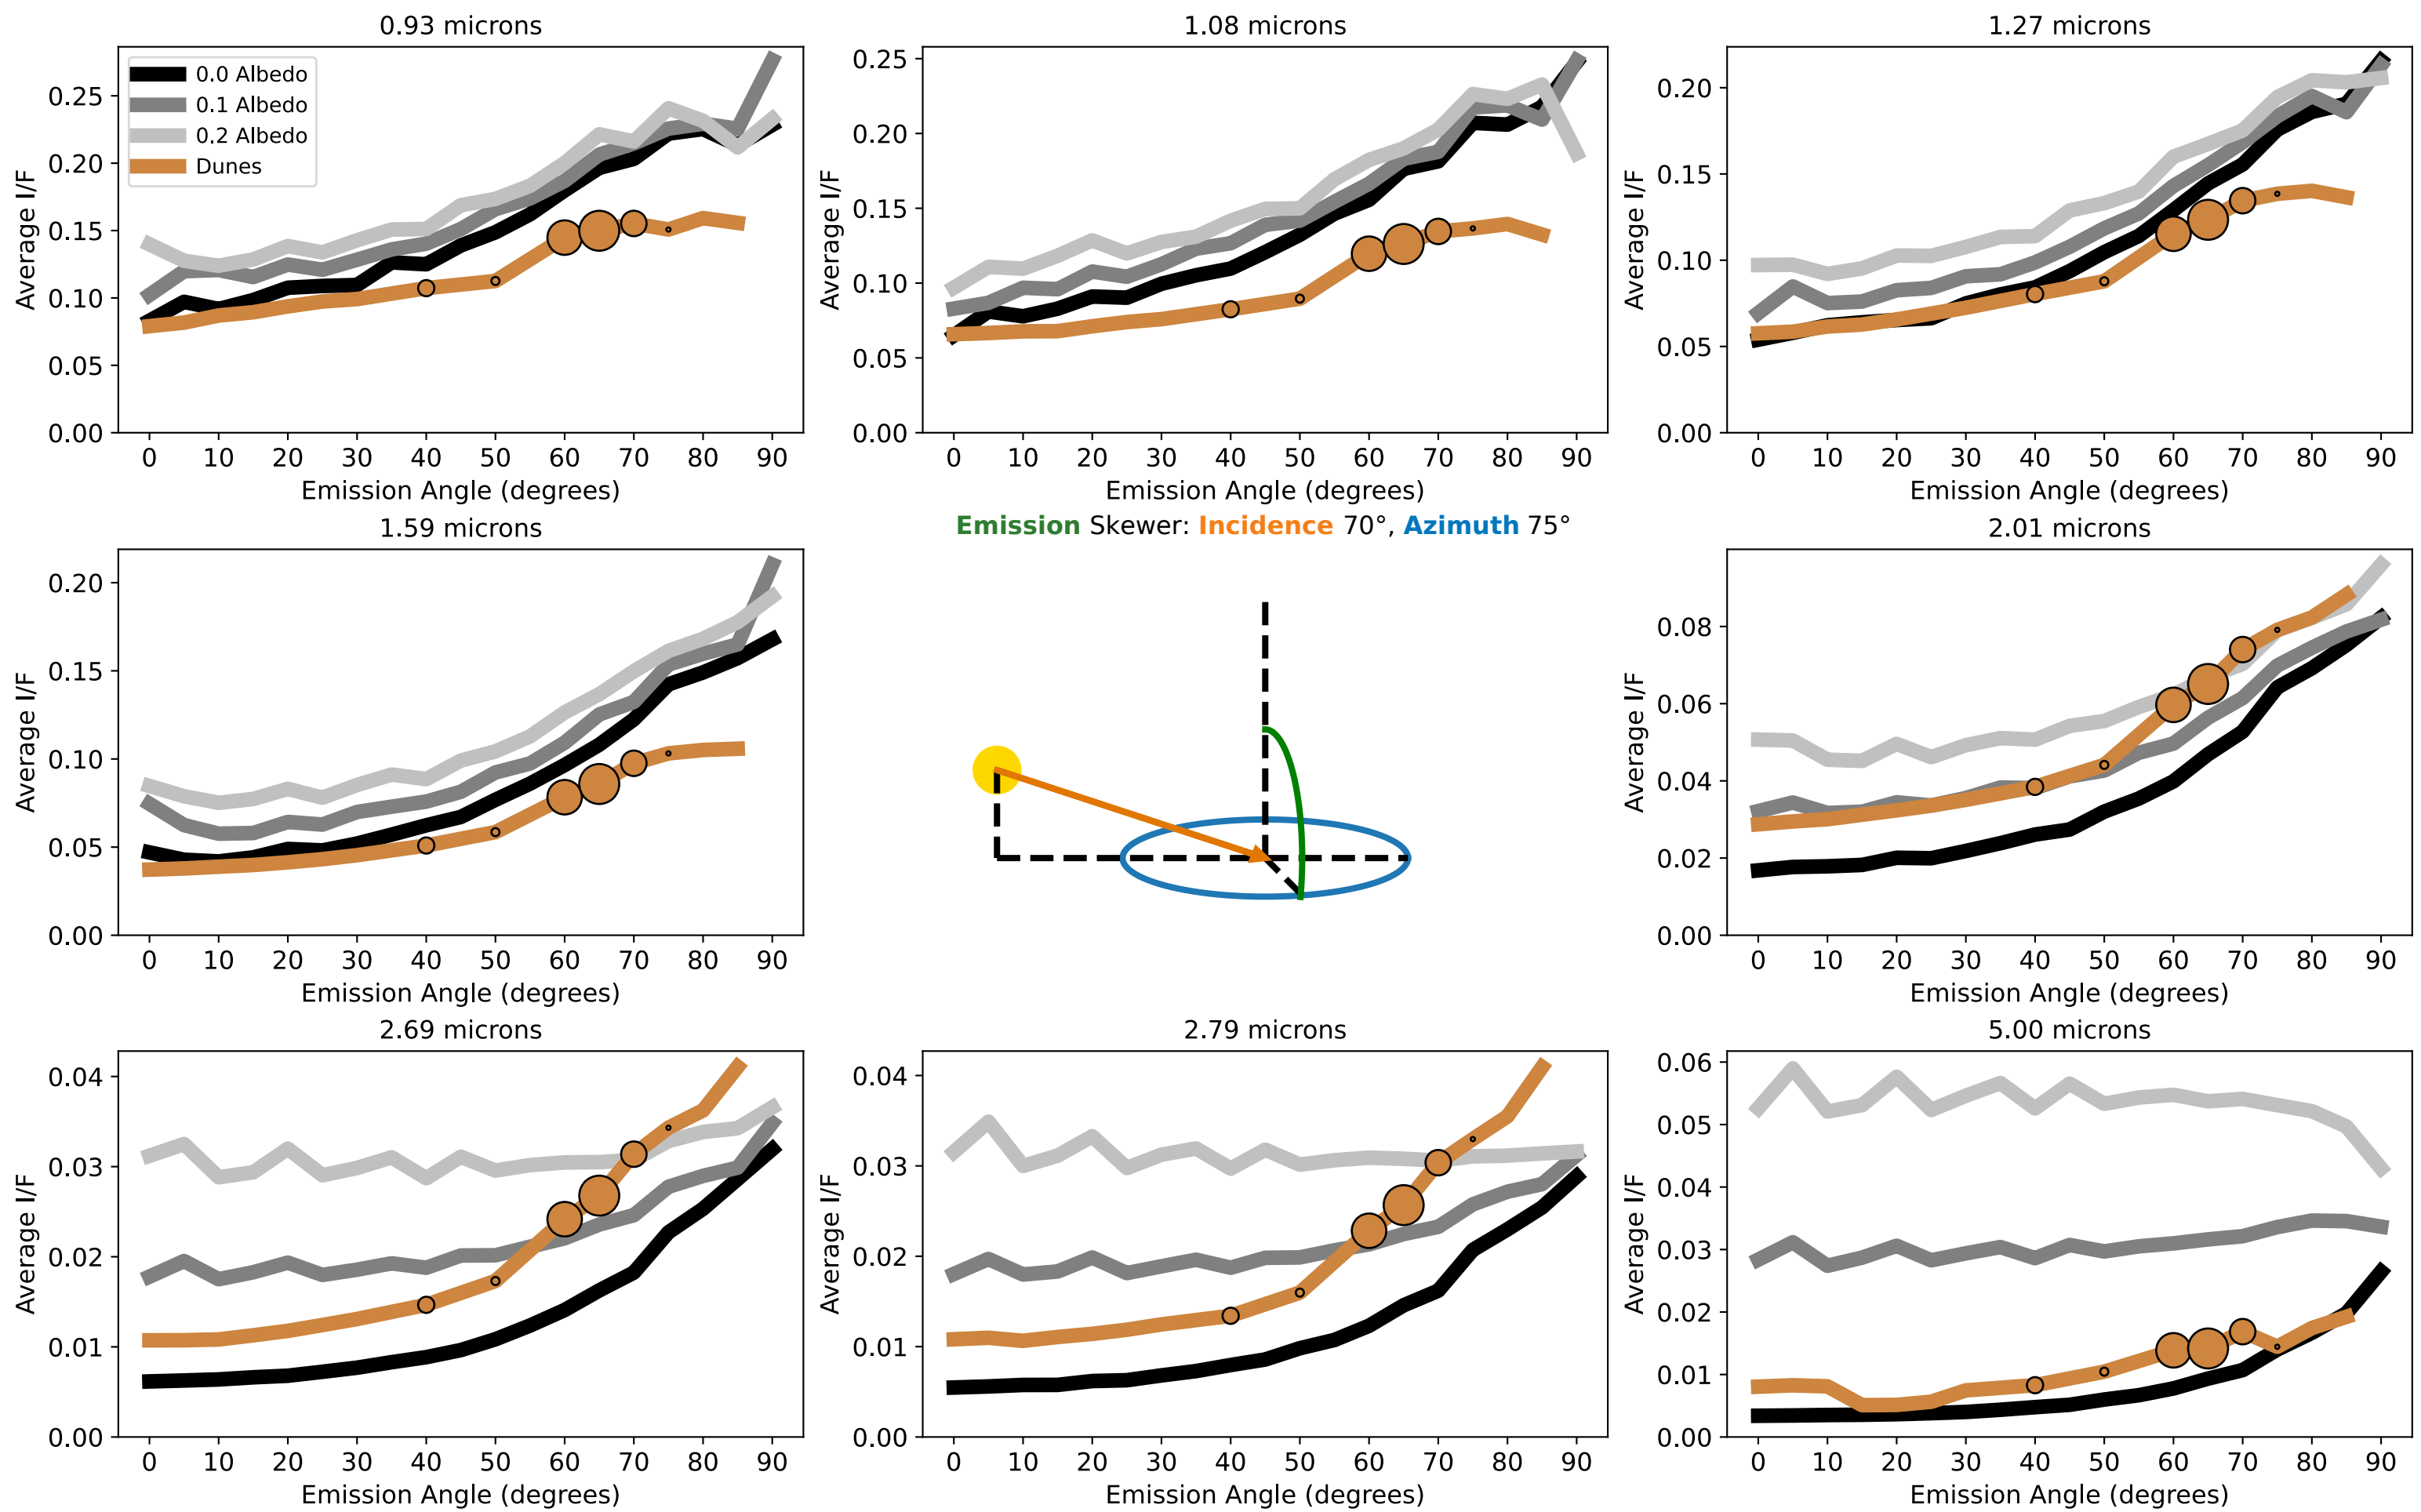 0.93 microns
Average I/F
0.25
0.20
0.15
0.10
0.05
0.00
0.0 Albedo
0.1 Albedo
0.2 Albedo
Dunes
0 10 20 30 40 50 60 70 80 90
Emission Angle (degrees)
1.08 microns
Average I/F
0.25
0.20
0.15
0.10
0.05
0.00
0 10 20 30 40 50 60 70 80 90
Emission Angle (degrees)
1.27 microns
Average I/F
0.20
0.15
0.10
0.05
0.00
0 10 20 30 40 50 60 70 80 90
Emission Angle (degrees)
1.59 microns
Average I/F
0.20
0.15
0.10
0.05
0.00
0 10 20 30 40 50 60 70 80 90
Emission Angle (degrees)
Emission Skewer: Incidence 70°, Azimuth 75°
2.01 microns
Average I/F
0.08
0.06
0.04
0.02
0.00
0 10 20 30 40 50 60 70 80 90
Emission Angle (degrees)
2.69 microns
Average I/F
0.04
0.03
0.02
0.01
0.00
0 10 20 30 40 50 60 70 80 90
Emission Angle (degrees)
2.79 microns
Average I/F
0.04
0.03
0.02
0.01
0.00
0 10 20 30 40 50 60 70 80 90
Emission Angle (degrees)
5.00 microns
Average I/F
0.06
0.05
0.04
0.03
0.02
0.01
0.00
0 10 20 30 40 50 60 70 80 90
Emission Angle (degrees)